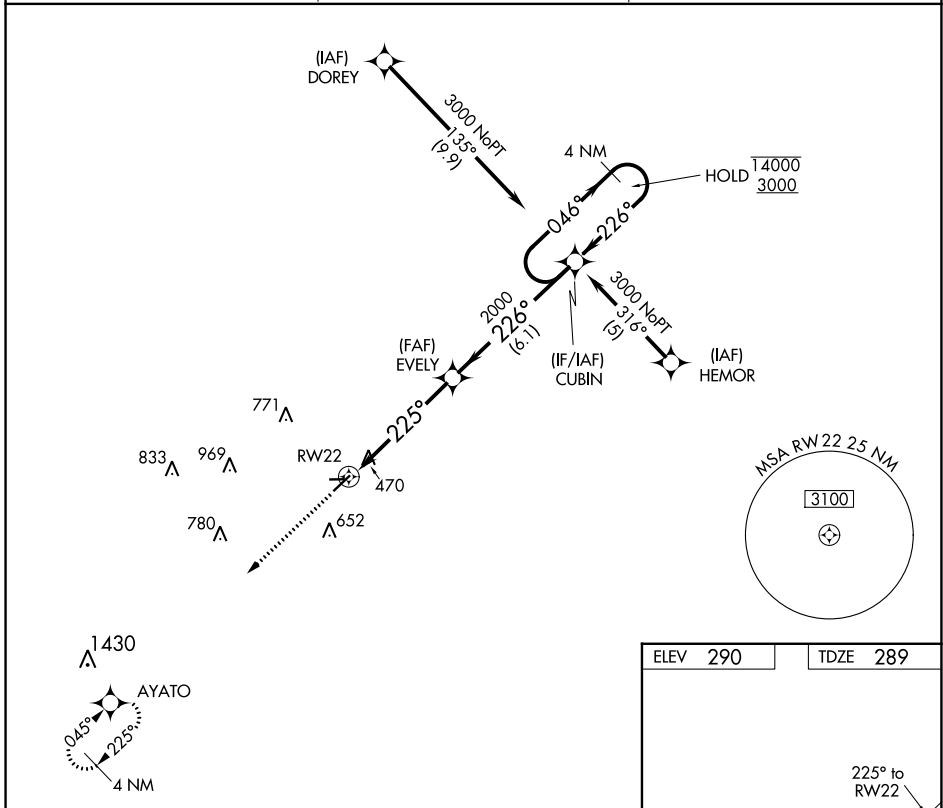 (IAF)
DOREY
3000 NoPT
135°
(9.9)
4 NM
HOLD 14000
3000
046°
226°
2000
226°
(6.1)
3000 NoPT
316°
(5)
(FAF)
EVELY
(IF/IAF)
CUBIN
(IAF)
HEMOR
225°
771
833
969
RW22
470
780
652
MSA RW22 25 NM
3100
1430
AYATO
045°
225°
4 NM
ELEV 290
TDZE 289
225° to
RW22